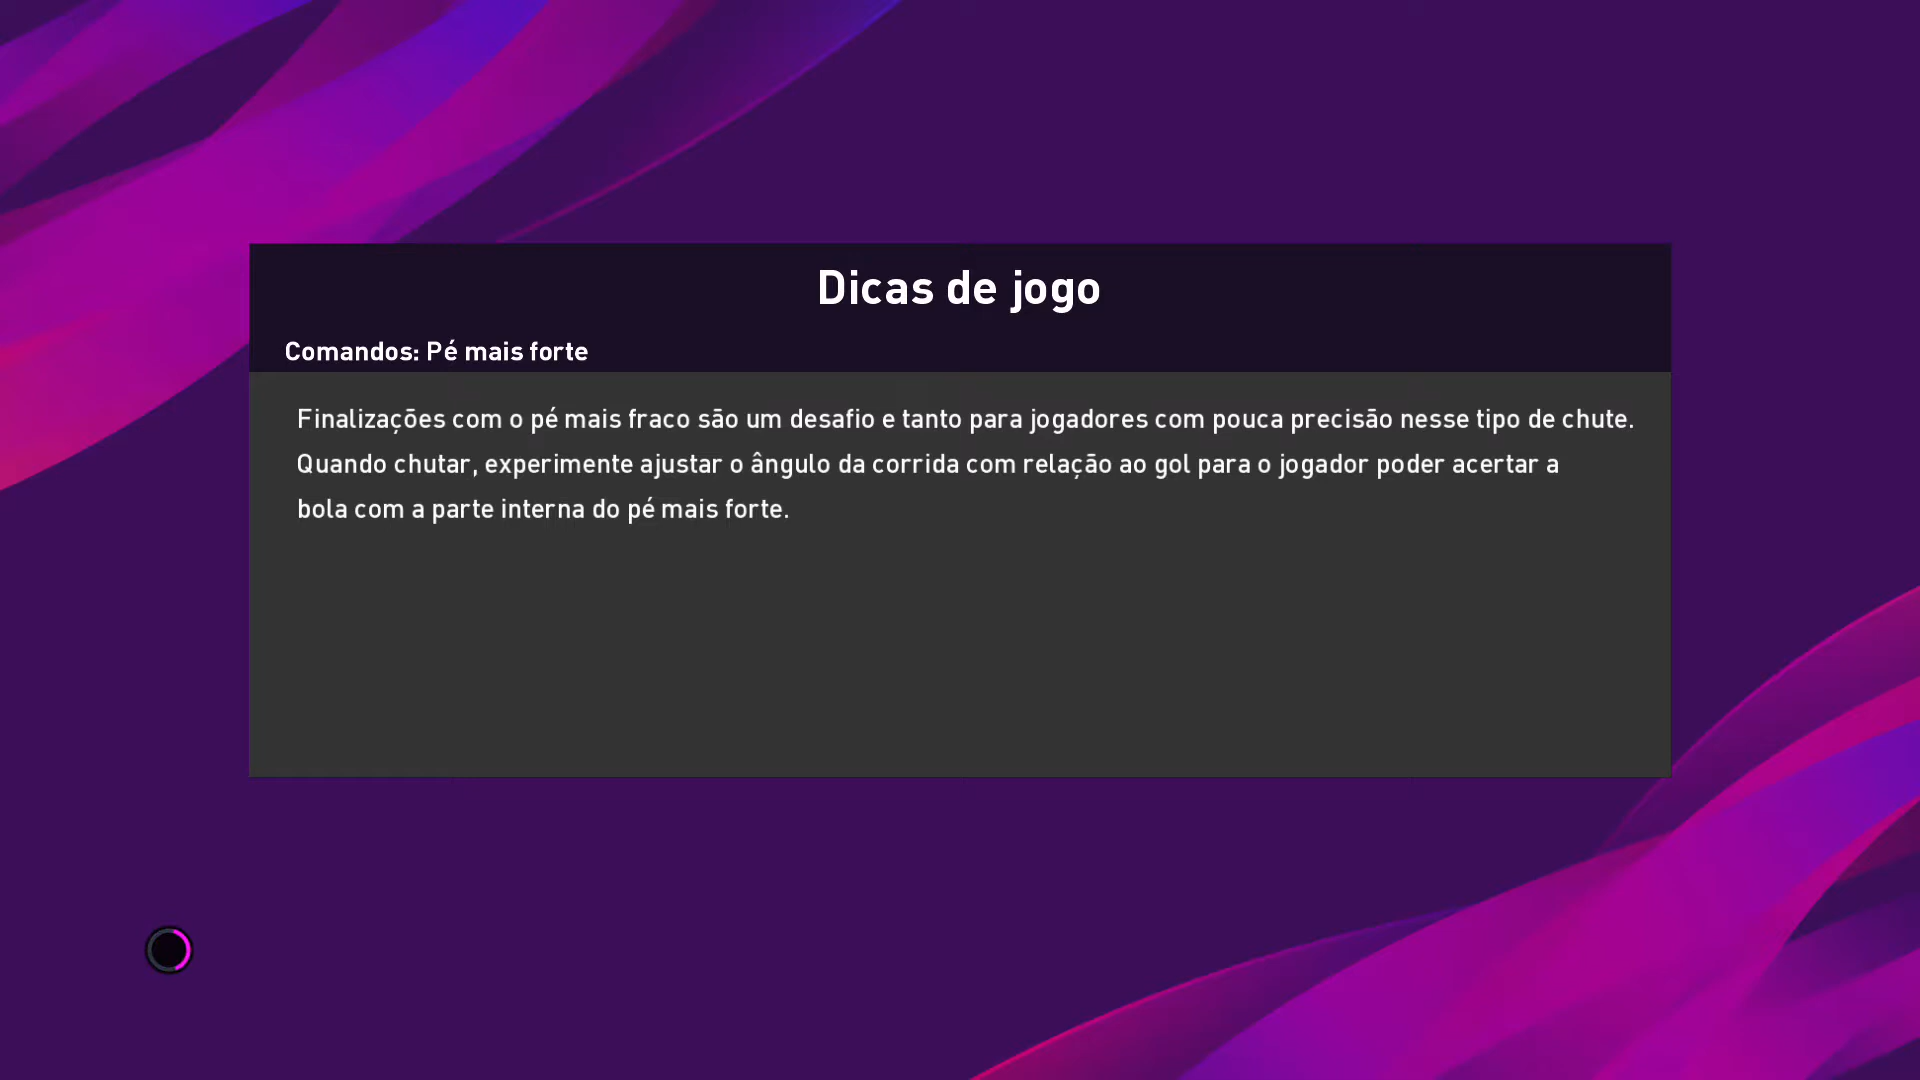 Dicas de jogo
Comandos: Pé mais forte
Finalizações com o pé mais fraco são um desafio e tanto para jogadores com pouca precisão nesse tipo de chute.
Quando chutar, experimente ajustar o ângulo da corrida com relação ao gol para o jogador poder acertar a
bola com a parte interna do pé mais forte.